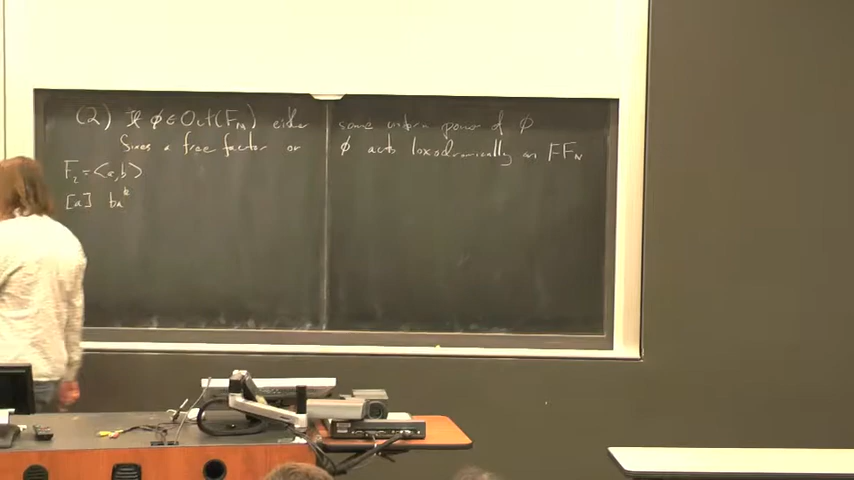 (2) If φ ∈ Out(F_N) either some uniform power of φ
fixes a free factor or φ acts loxodromically on FF_N
F_2 = <a,b>
[a] ba^k